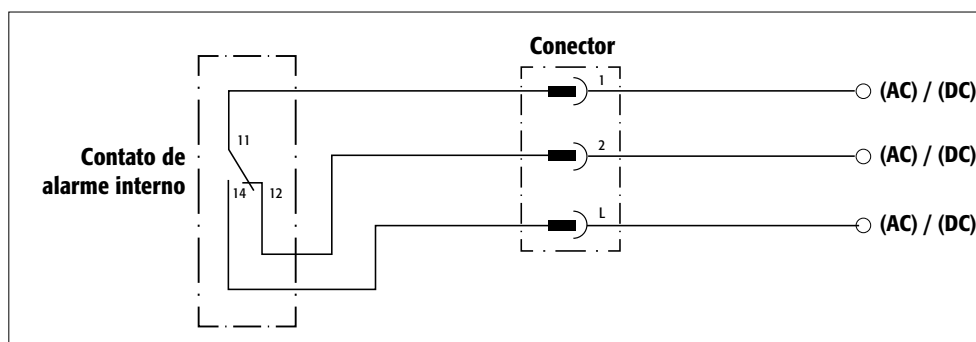 Conector
1
(AC) / (DC)
11
Contato de
alarme interno
2
(AC) / (DC)
14
12
L
(AC) / (DC)